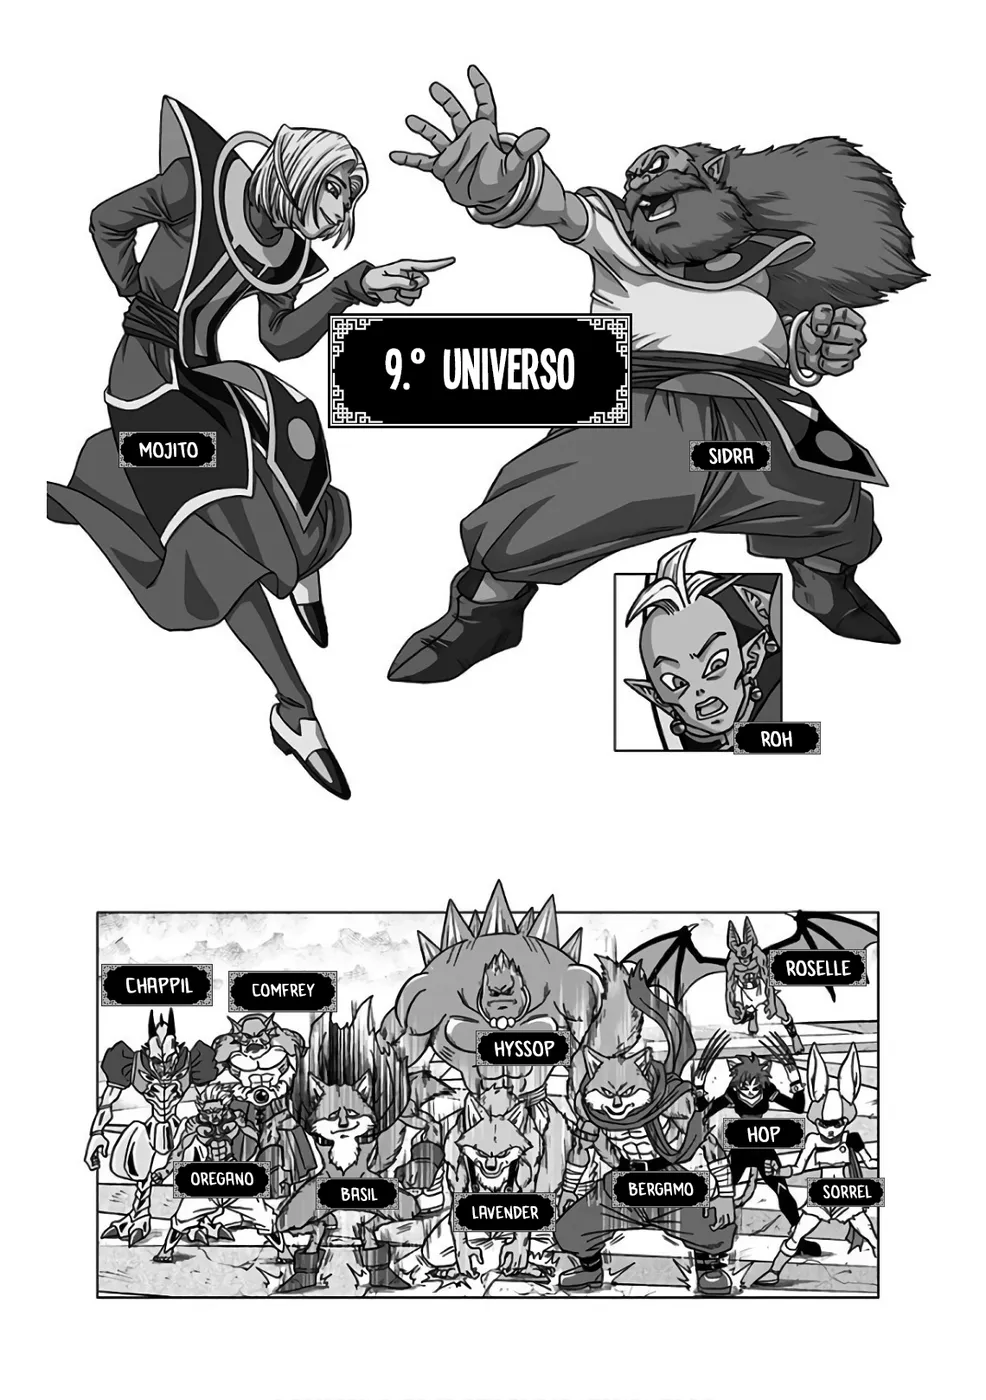 9.º UNIVERSO
MOJITO
SIDRA
ROH
CHAPPIL
COMFREY
ROSELLE
HYSSOP
HOP
OREGANO
BASIL
LAVENDER
BERGAMO
SORREL